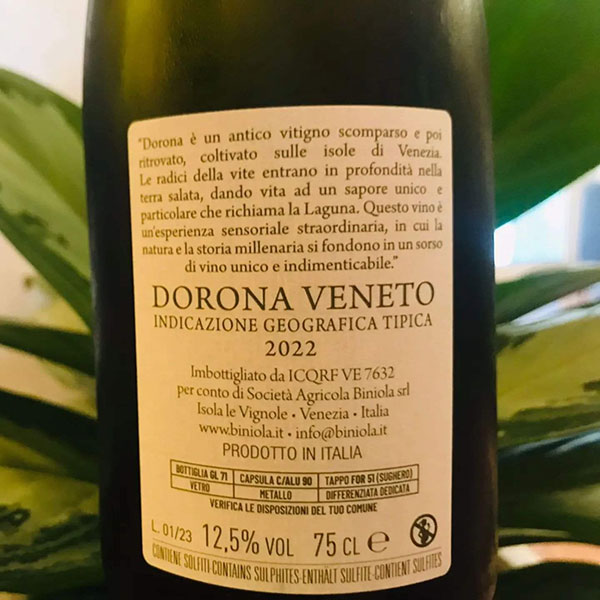 "Dorona è un antico vitigno scomparso e poi
ritrovato, coltivato sulle isole di Venezia.
Le radici della vite entrano in profondità nella
terra salata, dando vita ad un sapore unico e
particolare che richiama la Laguna. Questo vino è
un'esperienza sensoriale straordinaria, in cui la
natura e la storia millenaria si fondono in un sorso
di vino unico e indimenticabile."
DORONA VENETO
INDICAZIONE GEOGRAFICA TIPICA
2022
Imbottigliato da ICQRF VE 7632
per conto di Società Agricola Biniola srl
Isola le Vignole • Venezia • Italia
www.biniola.it • info@biniola.it
PRODOTTO IN ITALIA
BOTTIGLIA GL 71 CAPSULA C/ALU 90 TAPPO FOR 51 (SUGHERO)
VETRO METALLO DIFFERENZIATA DEDICATA
VERIFICA LE DISPOSIZIONI DEL TUO COMUNE
L. 01/23 12,5% VOL 75 CL ℮
CONTIENE SOLFITI-CONTAINS SULPHITES-ENTHÄLT SULFITE-CONTIENT SULFITES